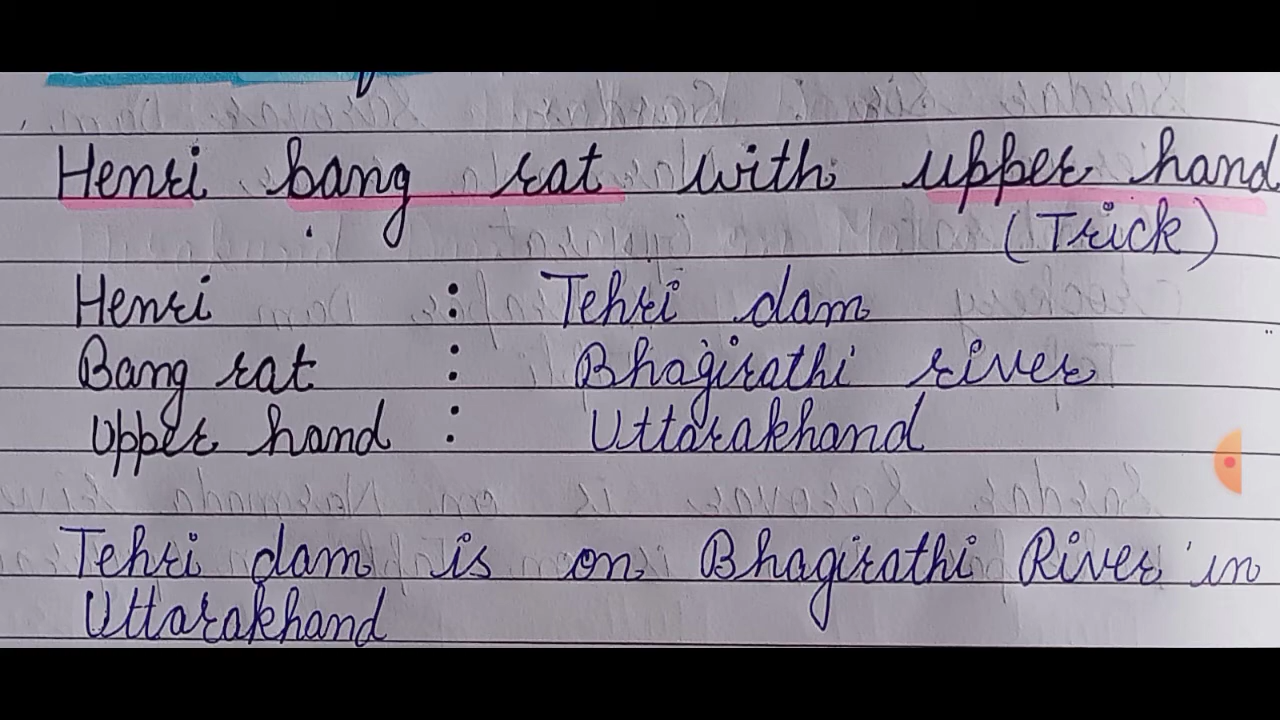 Henri bang rat with upper hand
(Trick)
Henri : Tehri dam
Bang rat : Bhagirathi river
Upper hand : Uttarakhand
Tehri dam is on Bhagirathi River in
Uttarakhand